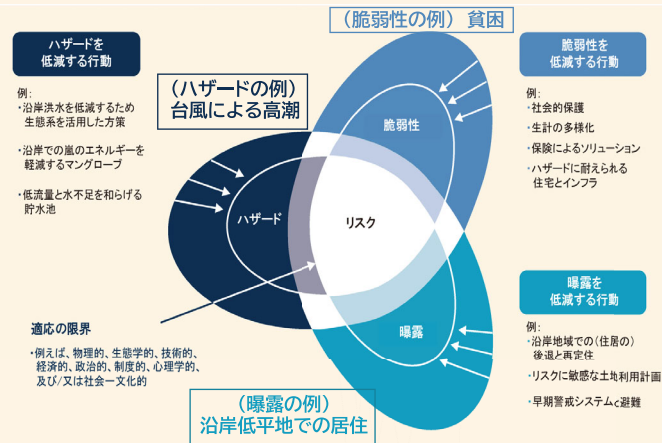 （脆弱性の例）貧困
ハザードを
低減する行動
例:
・沿岸洪水を低減するため
生態系を活用した方策
・沿岸での嵐のエネルギーを
軽減するマングローブ
・低流量と水不足を和らげる
貯水池
（ハザードの例）
台風による高潮
脆弱性を
低減する行動
例:
・社会的保護
・生計の多様化
・保険によるソリューション
・ハザードに耐えられる
住宅とインフラ
脆弱性
ハザード
リスク
曝露
適応の限界
・例えば、物理的、生態学的、技術的、
経済的、政治的、制度的、心理学的、
及び/又は社会―文化的
曝露を
低減する行動
例:
・沿岸地域での（住居の）
後退と再定住
・リスクに敏感な土地利用計画
・早期警戒システムと避難
（曝露の例）
沿岸低平地での居住